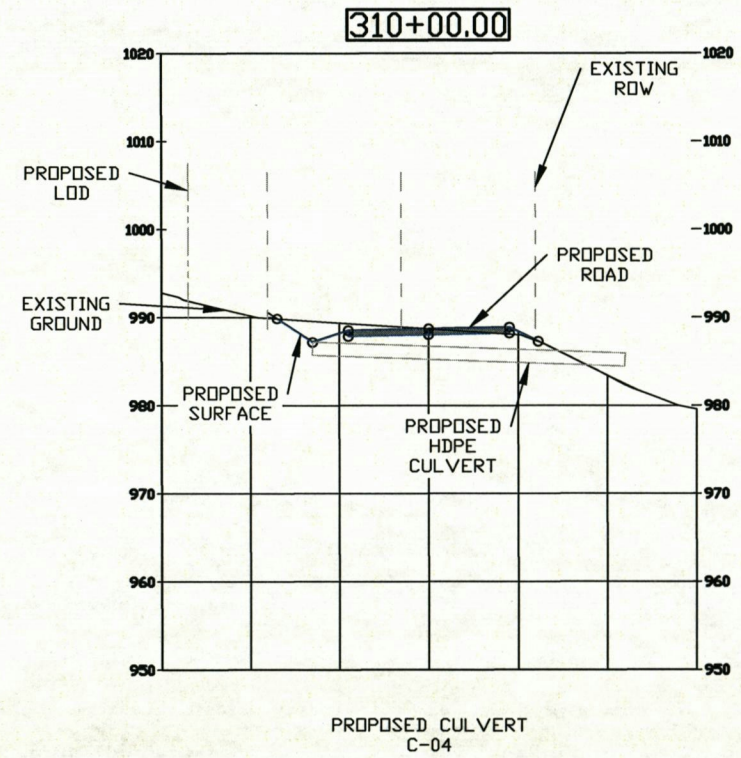 310+00.00
1020
1020
EXISTING
ROW
1010
1010
PROPOSED
LOD
1000
1000
PROPOSED
ROAD
EXISTING
GROUND
990
990
PROPOSED
SURFACE
980
980
PROPOSED
HDPE
CULVERT
970
970
960
960
950
950
PROPOSED CULVERT
C-04